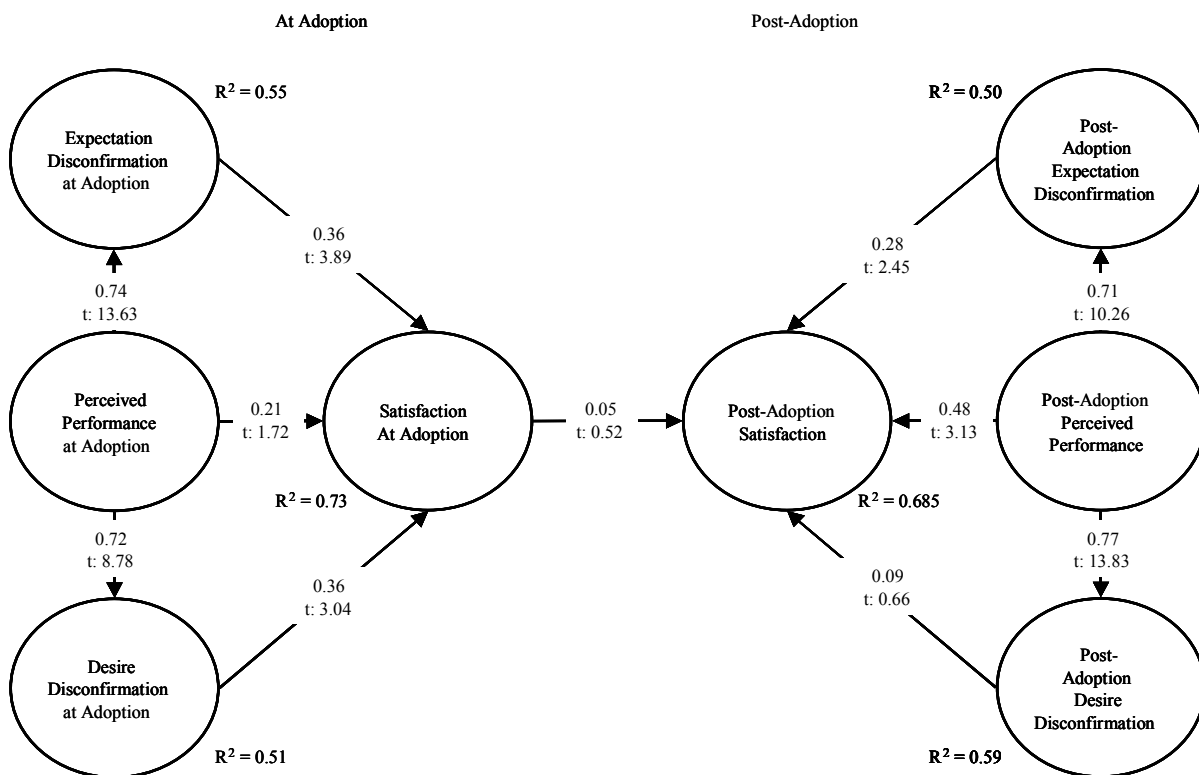 At Adoption
Post-Adoption
R² = 0.55
R² = 0.50
Expectation
Disconfirmation
at Adoption
Post-
Adoption
Expectation
Disconfirmation
0.36
t: 3.89
0.28
t: 2.45
0.74
t: 13.63
0.71
t: 10.26
Perceived
Performance
at Adoption
0.21
t: 1.72
Satisfaction
At Adoption
0.05
t: 0.52
Post-Adoption
Satisfaction
0.48
t: 3.13
Post-Adoption
Perceived
Performance
R² = 0.73
R² = 0.685
0.72
t: 8.78
0.77
t: 13.83
0.36
t: 3.04
0.09
t: 0.66
Desire
Disconfirmation
at Adoption
Post-
Adoption
Desire
Disconfirmation
R² = 0.51
R² = 0.59